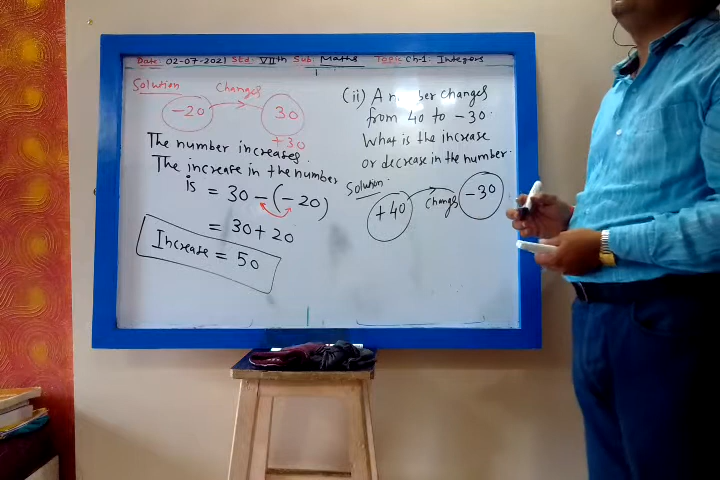 Date: 02-07-2021 Std: VIIth Sub: Maths Topic Ch-1. Integers
Solution
Changes
-20
30
+30
The number increases.
The increase in the number
is = 30 - (-20)
= 30 + 20
Increase = 50
(ii) A number changes
from 40 to -30.
What is the increase
or decrease in the number.
Solution.
+40
changes
-30